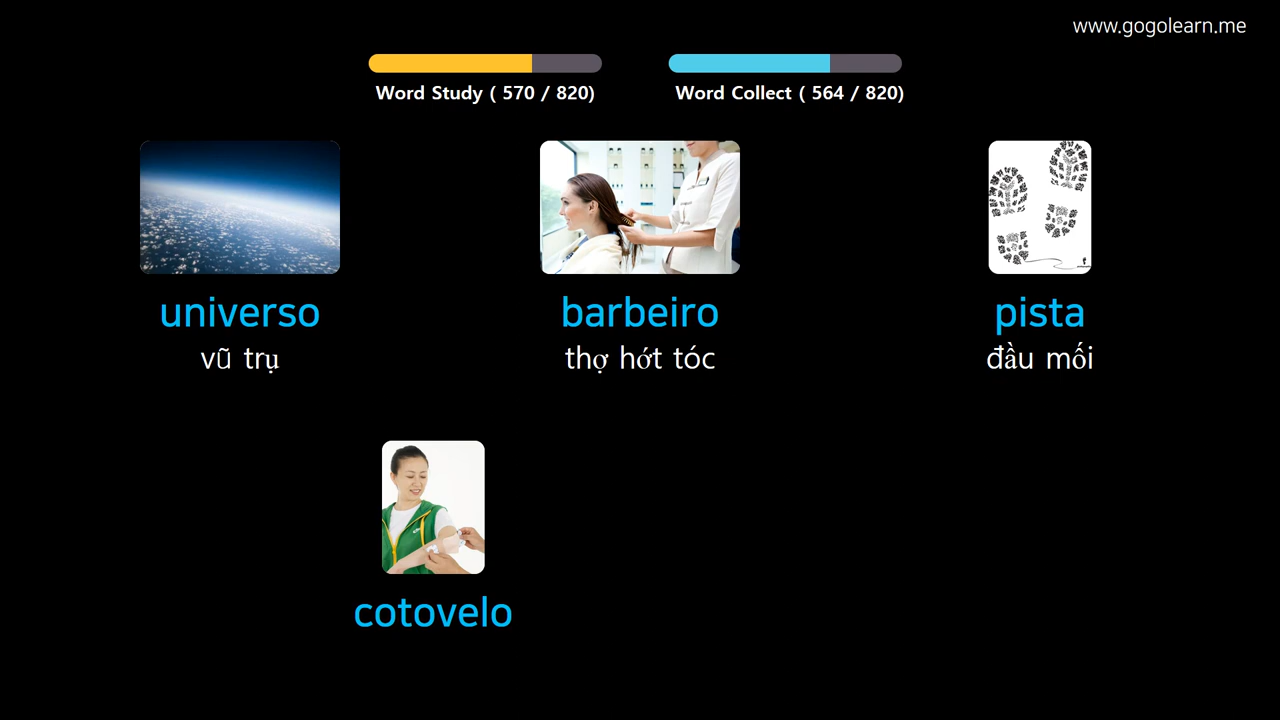 www.gogolearn.me
Word Study ( 570 / 820)
Word Collect ( 564 / 820)
universo
vũ trụ
barbeiro
thợ hớt tóc
pista
đầu mối
cotovelo